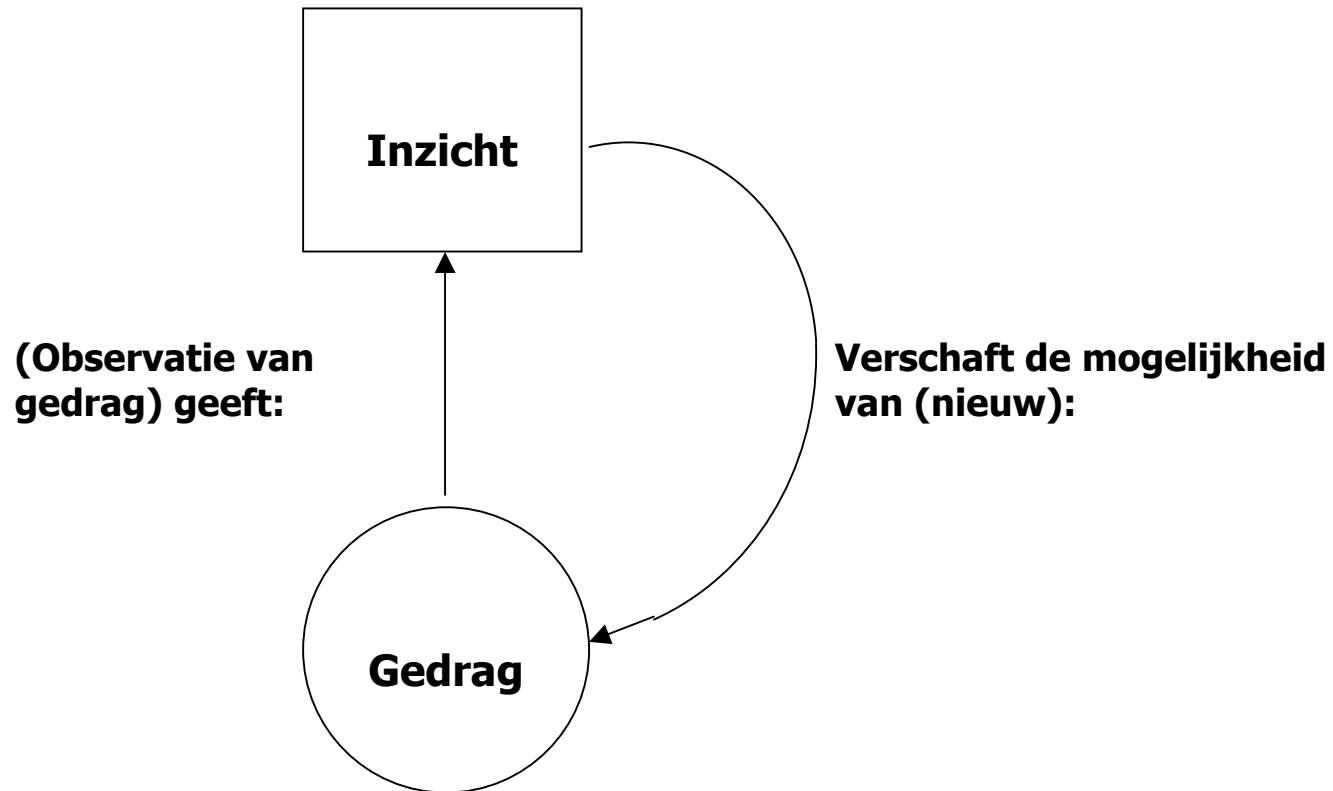 Inzicht
(Observatie van
gedrag) geeft:
Verschaft de mogelijkheid
van (nieuw):
Gedrag